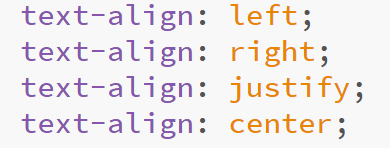 text-align: left;
text-align: right;
text-align: justify;
text-align: center;